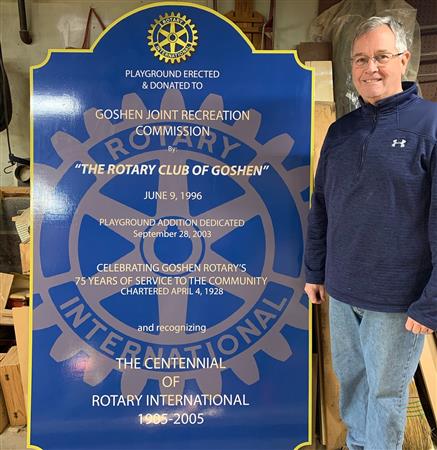 ROTARY
INTERNATIONAL
PLAYGROUND ERECTED
& DONATED TO
GOSHEN JOINT RECREATION
COMMISSION
By:
"THE ROTARY CLUB OF GOSHEN"
JUNE 9, 1996
PLAYGROUND ADDITION DEDICATED
September 28, 2003
CELEBRATING GOSHEN ROTARY'S
75 YEARS OF SERVICE TO THE COMMUNITY
CHARTERED APRIL 4, 1928
and recognizing
THE CENTENNIAL
OF
ROTARY INTERNATIONAL
1905-2005
ROTARY
INTERNATIONAL